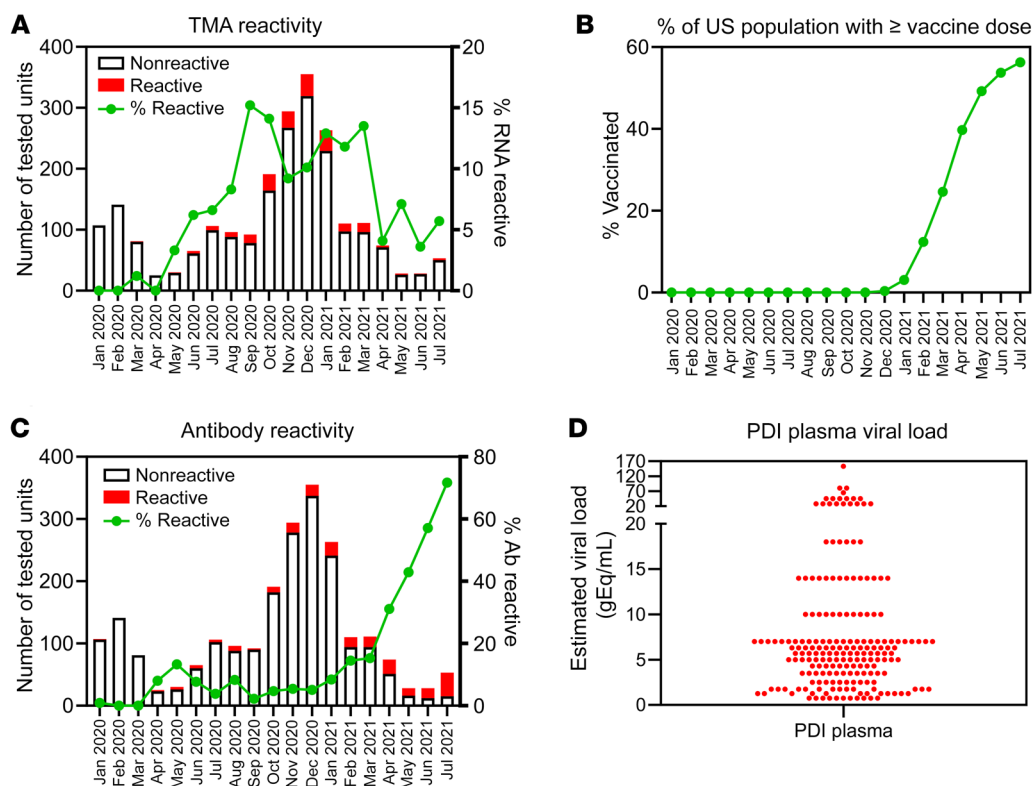 A
TMA reactivity
400
300
200
100
0
Number of tested units
Nonreactive
Reactive
% Reactive
20
15
10
5
0
% RNA reactive
Jan 2020
Feb 2020
Mar 2020
Apr 2020
May 2020
Jun 2020
Jul 2020
Aug 2020
Sep 2020
Oct 2020
Nov 2020
Dec 2020
Jan 2021
Feb 2021
Mar 2021
Apr 2021
May 2021
Jun 2021
Jul 2021
B
% of US population with ≥ vaccine dose
60
40
20
0
% Vaccinated
Jan 2020
Feb 2020
Mar 2020
Apr 2020
May 2020
Jun 2020
Jul 2020
Aug 2020
Sep 2020
Oct 2020
Nov 2020
Dec 2020
Jan 2021
Feb 2021
Mar 2021
Apr 2021
May 2021
Jun 2021
Jul 2021
C
Antibody reactivity
400
300
200
100
0
Number of tested units
Nonreactive
Reactive
% Reactive
80
60
40
20
0
% Ab reactive
Jan 2020
Feb 2020
Mar 2020
Apr 2020
May 2020
Jun 2020
Jul 2020
Aug 2020
Sep 2020
Oct 2020
Nov 2020
Dec 2020
Jan 2021
Feb 2021
Mar 2021
Apr 2021
May 2021
Jun 2021
Jul 2021
D
PDI plasma viral load
170
120
70
20
20
15
10
5
0
Estimated viral load
(gEq/mL)
PDI plasma